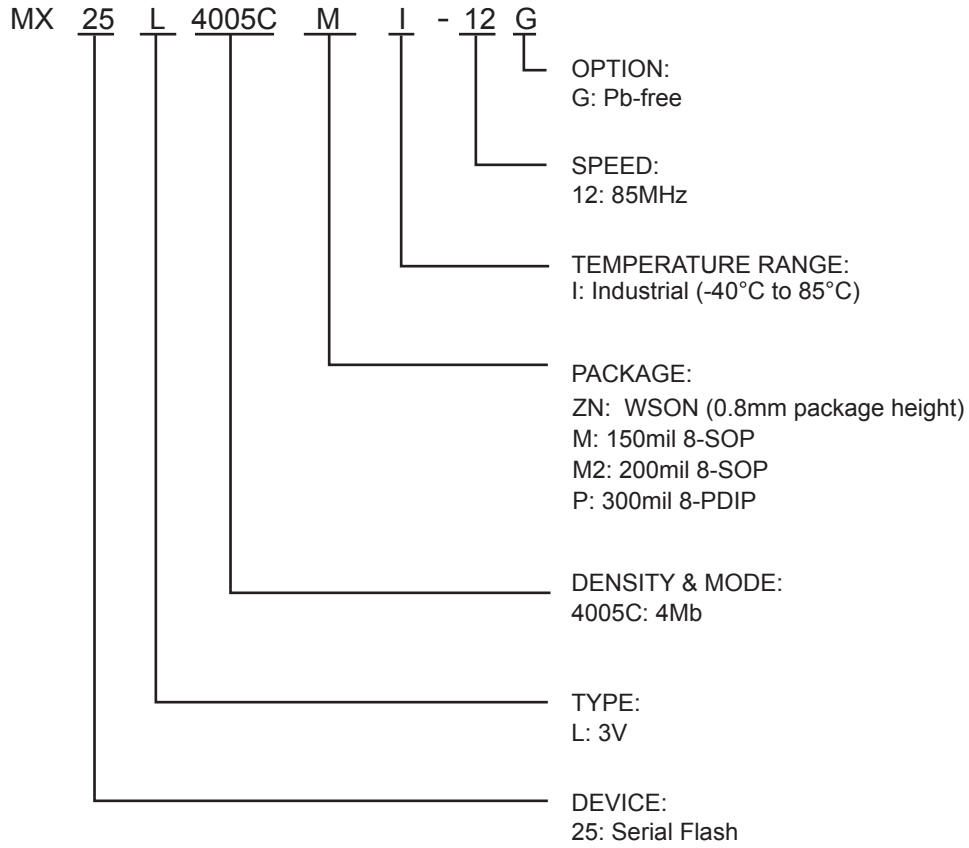 MX 25 L 4005C M I - 12 G
OPTION:
G: Pb-free
SPEED:
12: 85MHz
TEMPERATURE RANGE:
I: Industrial (-40°C to 85°C)
PACKAGE:
ZN: WSON (0.8mm package height)
M: 150mil 8-SOP
M2: 200mil 8-SOP
P: 300mil 8-PDIP
DENSITY & MODE:
4005C: 4Mb
TYPE:
L: 3V
DEVICE:
25: Serial Flash